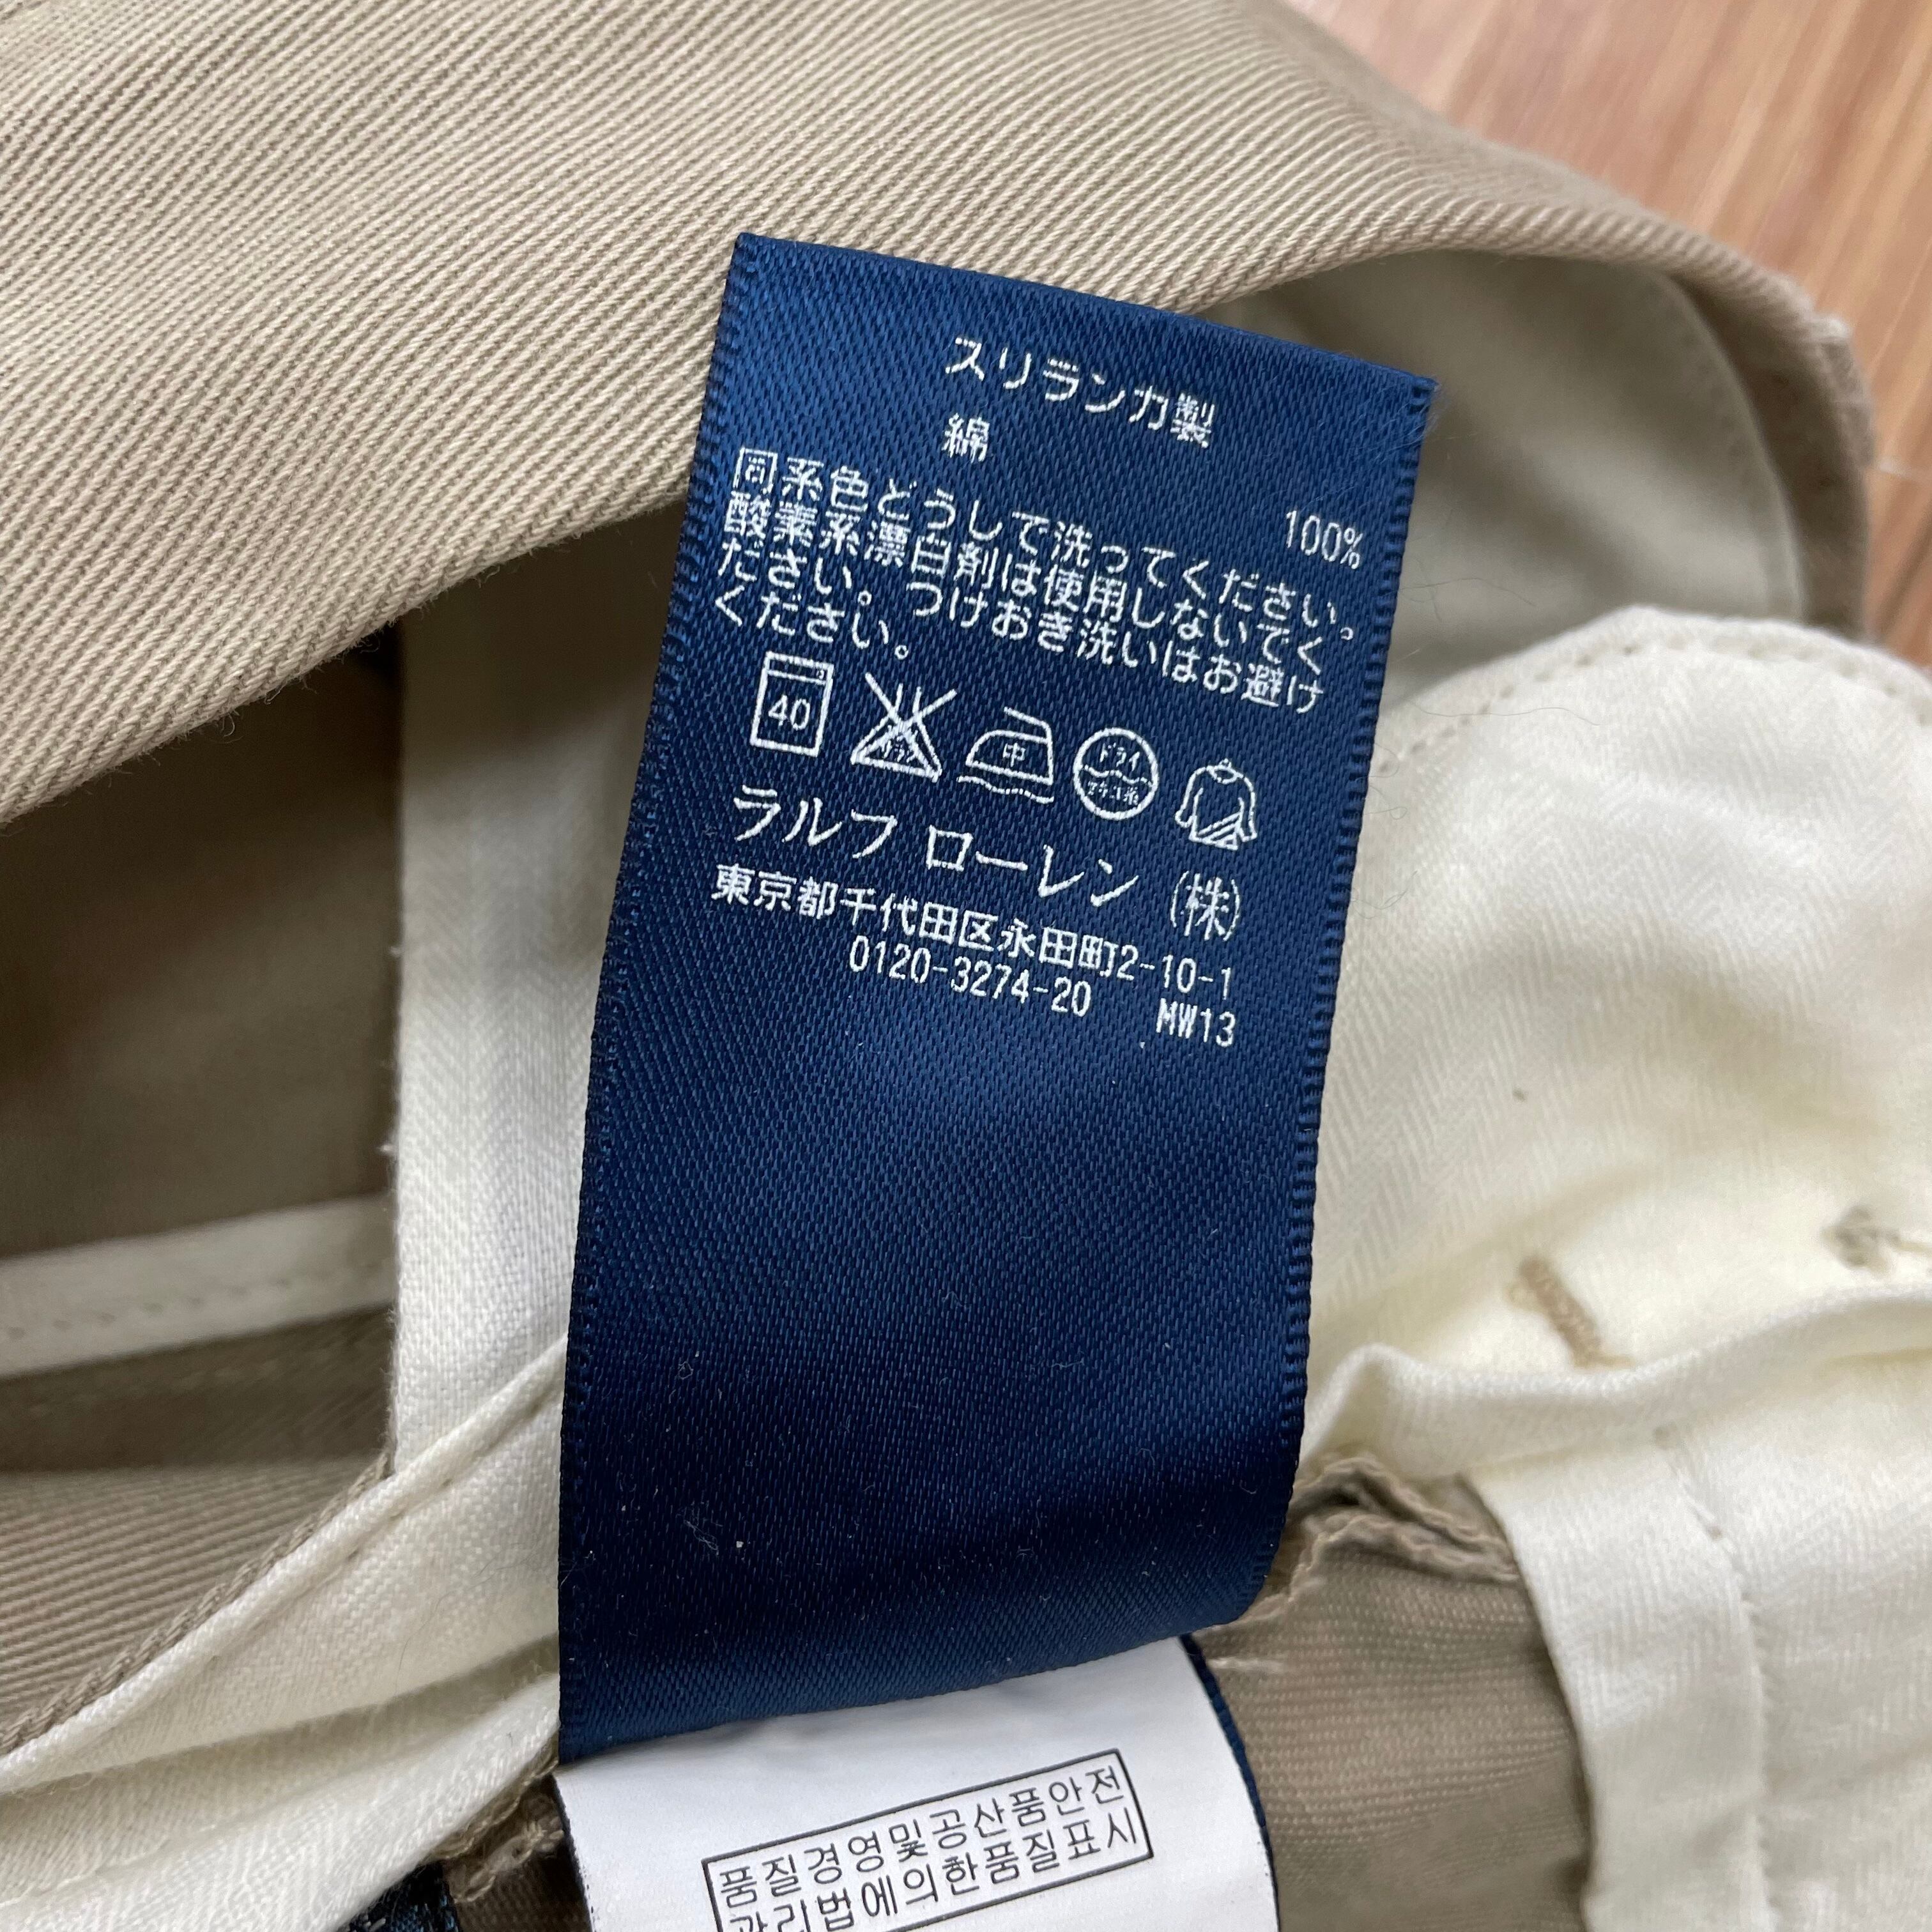 スリランカ製
綿 100%
同系色どうしで洗ってください。
酸素系漂白剤は使用しないでく
ださい。つけおき洗いはお避け
ください。
40 中 ドライ
ラルフ ローレン (株)
東京都千代田区永田町2-10-1
0120-3274-20 MW13
품질경영및공산품안전
관리법에의한품질표시